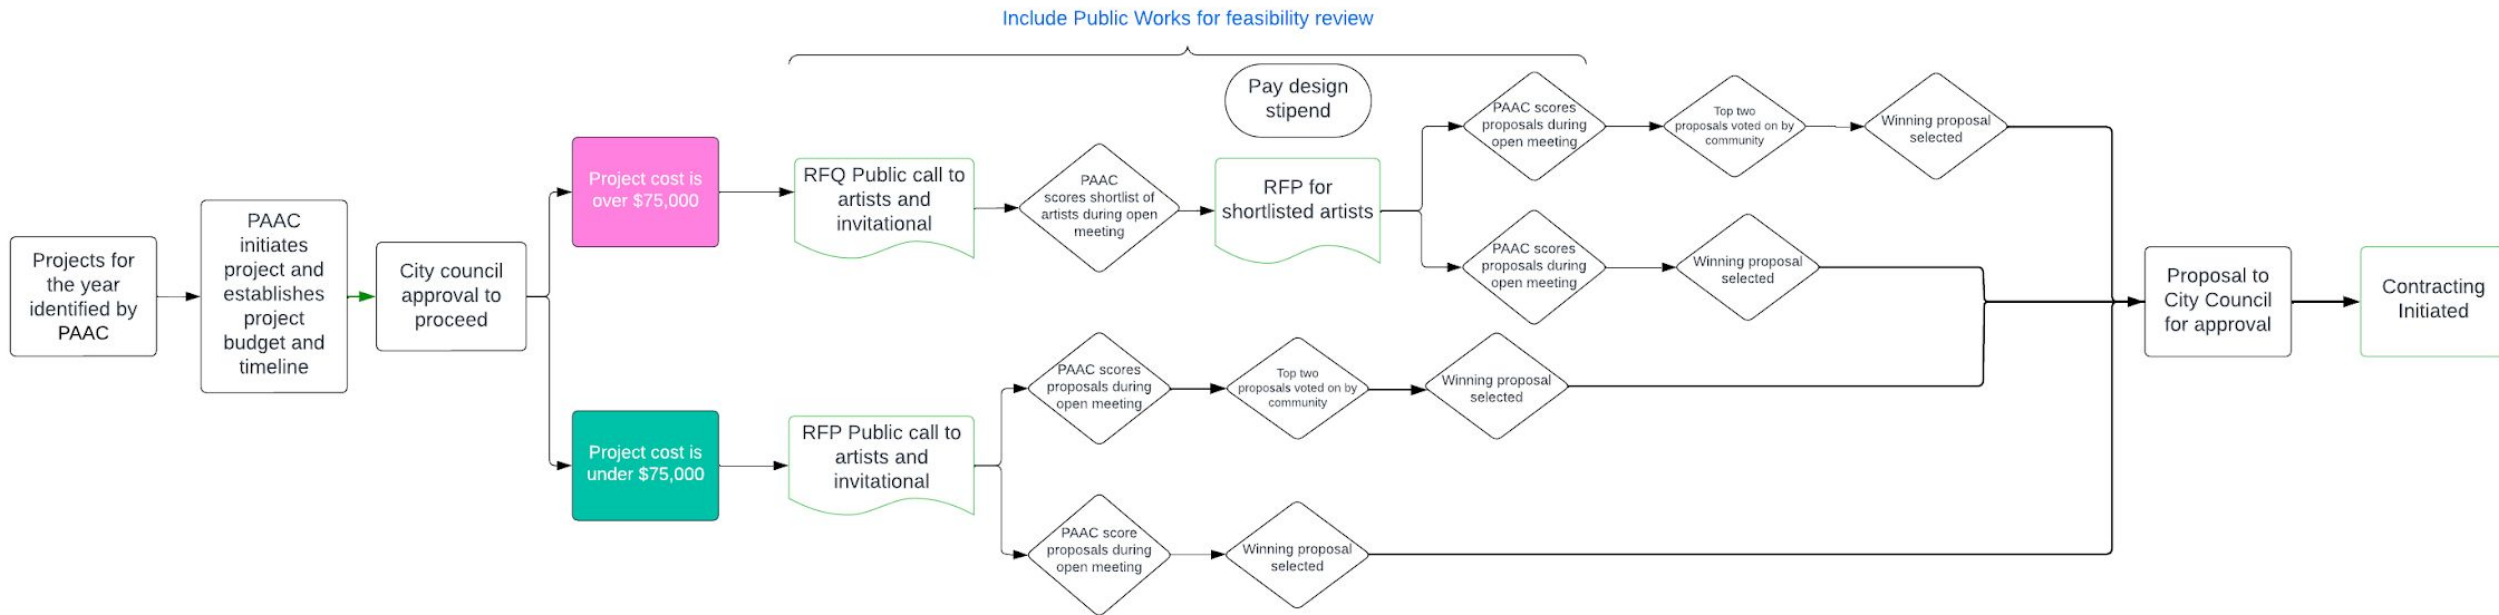 Include Public Works for feasibility review
Projects for
the year
identified by
PAAC
PAAC
initiates
project and
establishes
project
budget and
timeline
City council
approval to
proceed
Project cost is
over $75,000
RFQ Public call to
artists and
invitational
PAAC
scores shortlist of
artists during open
meeting
Pay design
stipend
RFP for
shortlisted artists
PAAC scores
proposals during
open meeting
Top two
proposals voted on by
community
Winning proposal
selected
PAAC scores
proposals during
open meeting
Winning proposal
selected
Project cost is
under $75,000
RFP Public call to
artists and
invitational
PAAC scores
proposals during
open meeting
Top two
proposals voted on by
community
Winning proposal
selected
PAAC score
proposals during
open meeting
Winning proposal
selected
Proposal to
City Council
for approval
Contracting
Initiated